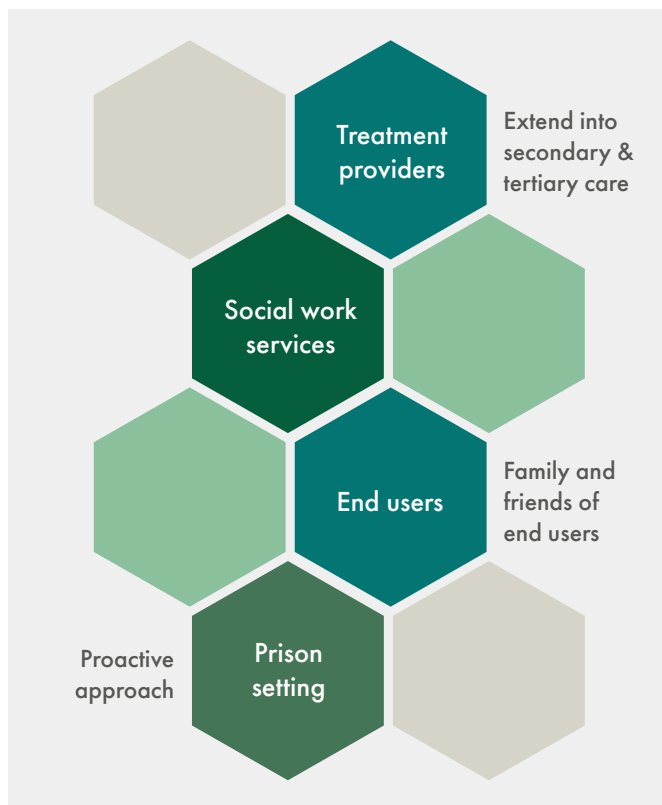 Treatment
providers
Extend into
secondary &
tertiary care
Social work
services
End users
Family and
friends of
end users
Proactive
approach
Prison
setting